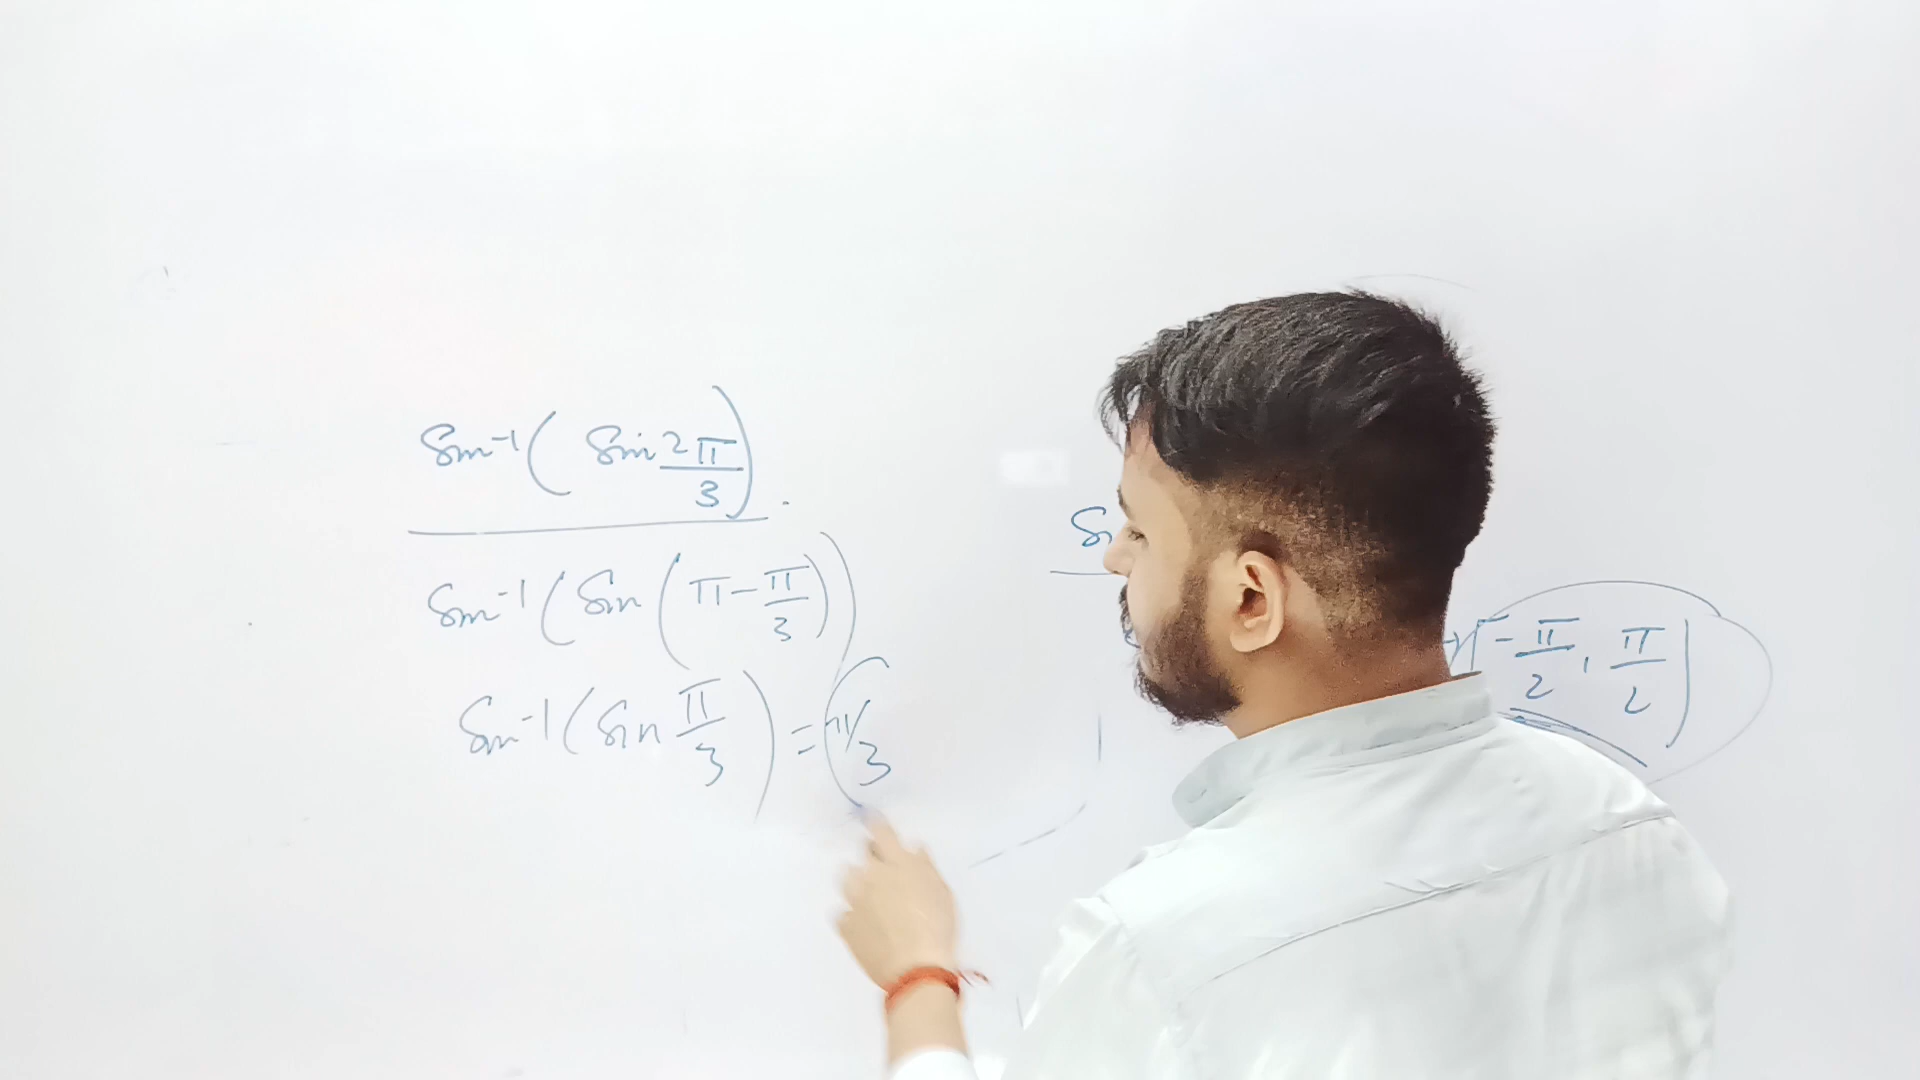 sin⁻¹( sin 2π/3 ).
sin⁻¹( sin ( π - π/3 ))
sin⁻¹( sin π/3 ) = π/3
[-π/2, π/2]